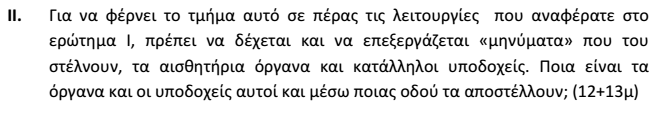 II. Για να φέρνει το τμήμα αυτό σε πέρας τις λειτουργίες που αναφέρατε στο
ερώτημα Ι, πρέπει να δέχεται και να επεξεργάζεται «μηνύματα» που του
στέλνουν, τα αισθητήρια όργανα και κατάλληλοι υποδοχείς. Ποια είναι τα
όργανα και οι υποδοχείς αυτοί και μέσω ποιας οδού τα αποστέλλουν; (12+13μ)